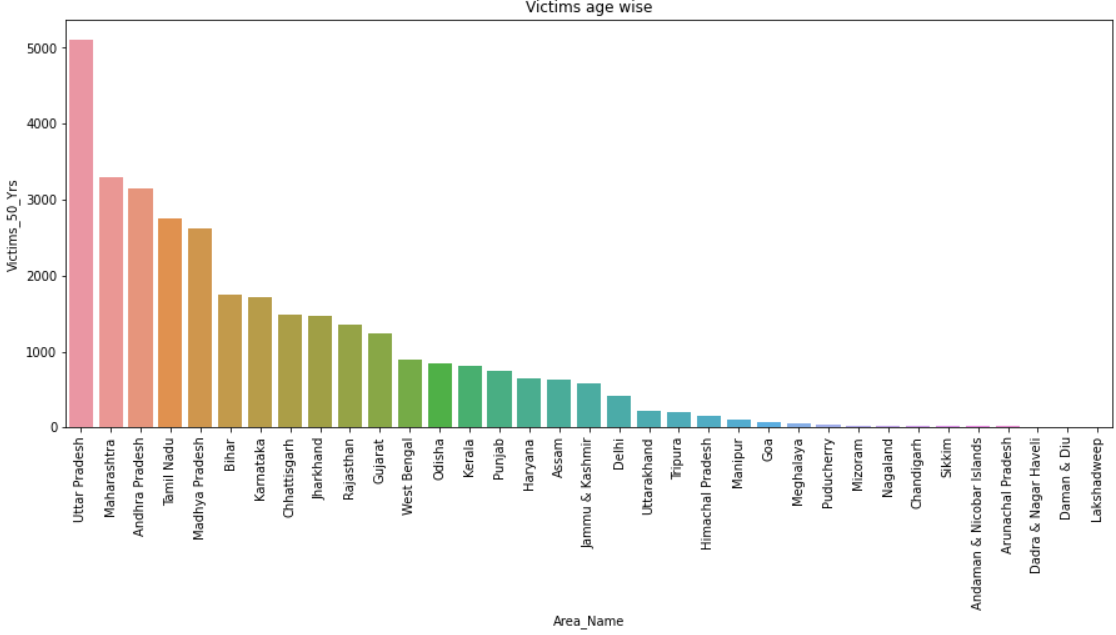 Victims age wise
Victims_50_Yrs
5000
4000
3000
2000
1000
0
Uttar Pradesh
Maharashtra
Andhra Pradesh
Tamil Nadu
Madhya Pradesh
Bihar
Karnataka
Chhattisgarh
Jharkhand
Rajasthan
Gujarat
West Bengal
Odisha
Kerala
Punjab
Haryana
Assam
Jammu & Kashmir
Delhi
Uttarakhand
Tripura
Himachal Pradesh
Manipur
Goa
Meghalaya
Puducherry
Mizoram
Nagaland
Chandigarh
Sikkim
Andaman & Nicobar Islands
Arunachal Pradesh
Dadra & Nagar Haveli
Daman & Diu
Lakshadweep
Area_Name